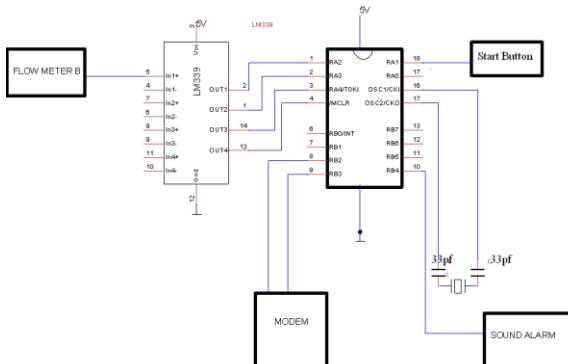 5V
5V
LM339
3
Vcc
LM339
FLOW METER B
5 In1+
4 In1-
7 In2+
6 In2-
9 In3+
In3-
11 In4+
10 In4-
OUT1 2
OUT2 1
OUT3 14
OUT4 13
Gnd
12
1 RA2
2 RA3
3 RA4/TOKI
4 /MCLR
6 RB0/INT
7 RB1
8 RB2
9 RB3
RA1 18
RA0 17
OSC1/CKI 16
OSC2/CKO 17
RB7 13
RB6 12
RB5 11
RB4 10
Start Button
33pf
33pf
MODEM
SOUND ALARM